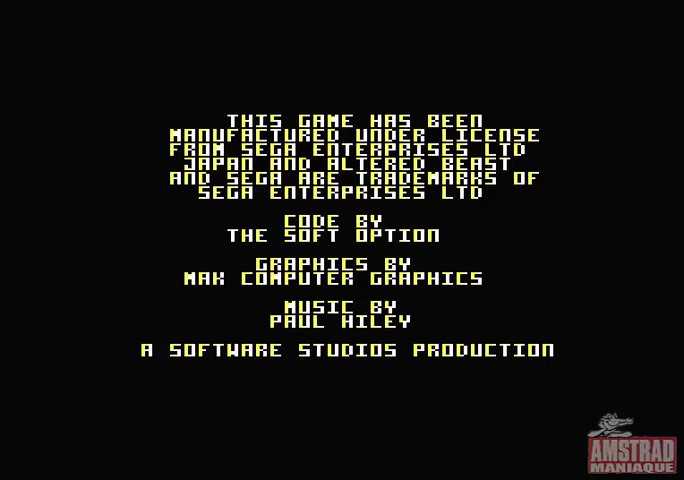 THIS GAME HAS BEEN
MANUFACTURED UNDER LICENSE
FROM SEGA ENTERPRISES LTD
JAPAN AND ALTERED BEAST
AND SEGA ARE TRADEMARKS OF
SEGA ENTERPRISES LTD
CODE BY
THE SOFT OPTION
GRAPHICS BY
MAK COMPUTER GRAPHICS
MUSIC BY
PAUL HILEY
A SOFTWARE STUDIOS PRODUCTION
AMSTRAD
MANIAQUE